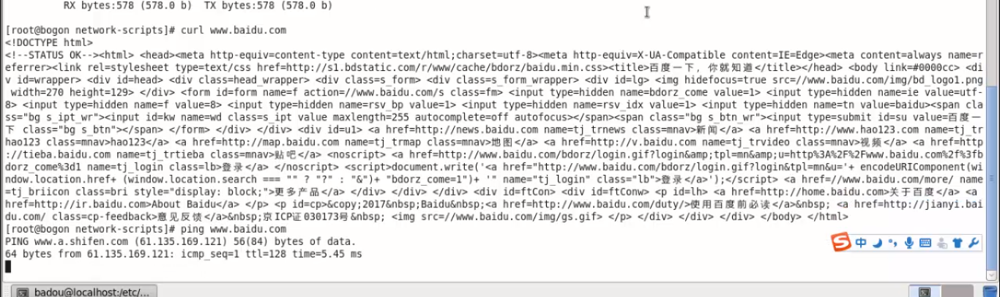 RX bytes:578 (578.0 b)  TX bytes:578 (578.0 b)
[root@bogon network-scripts]# curl www.baidu.com
<!DOCTYPE html>
<!--STATUS OK--><html> <head><meta http-equiv=content-type content=text/html;charset=utf-8><meta http-equiv=X-UA-Compatible content=IE=Edge><meta content=always name=r
eferrer><link rel=stylesheet type=text/css href=http://s1.bdstatic.com/r/www/cache/bdorz/baidu.min.css><title>百度一下，你就知道</title></head> <body link=#0000cc> <di
v id=wrapper> <div id=head> <div class=head_wrapper> <div class=s_form> <div class=s_form_wrapper> <div id=lg> <img hidefocus=true src=//www.baidu.com/img/bd_logo1.png
 width=270 height=129> </div> <form id=form name=f action=//www.baidu.com/s class=fm> <input type=hidden name=bdorz_come value=1> <input type=hidden name=ie value=utf-
8> <input type=hidden name=f value=8> <input type=hidden name=rsv_bp value=1> <input type=hidden name=rsv_idx value=1> <input type=hidden name=tn value=baidu><span cla
ss="bg s_ipt_wr"><input id=kw name=wd class=s_ipt value maxlength=255 autocomplete=off autofocus></span><span class="bg s_btn_wr"><input type=submit id=su value=百度一
下 class="bg s_btn"></span> </form> </div> </div> <div id=u1> <a href=http://news.baidu.com name=tj_trnews class=mnav>新闻</a> <a href=http://www.hao123.com name=tj_tr
hao123 class=mnav>hao123</a> <a href=http://map.baidu.com name=tj_trmap class=mnav>地图</a> <a href=http://v.baidu.com name=tj_trvideo class=mnav>视频</a> <a href=http
://tieba.baidu.com name=tj_trtieba class=mnav>贴吧</a> <noscript> <a href=http://www.baidu.com/bdorz/login.gif?login&amp;tpl=mn&amp;u=http%3A%2F%2Fwww.baidu.com%2f%3fb
dorz_come%3d1 name=tj_login class=lb>登录</a> </noscript> <script>document.write('<a href="http://www.baidu.com/bdorz/login.gif?login&tpl=mn&u='+ encodeURIComponent(wi
ndow.location.href+ (window.location.search === "" ? "?" : "&")+ "bdorz_come=1")+ '" name="tj_login" class="lb">登录</a>');</script> <a href=//www.baidu.com/more/ name
=tj_briicon class=bri style="display: block;">更多产品</a> </div> </div> </div> <div id=ftCon> <div id=ftConw> <p id=lh> <a href=http://home.baidu.com>关于百度</a> <a
href=http://ir.baidu.com>About Baidu</a> </p> <p id=cp>&copy;2017&nbsp;Baidu&nbsp;<a href=http://www.baidu.com/duty/>使用百度前必读</a>&nbsp; <a href=http://jianyi.bai
du.com/ class=cp-feedback>意见反馈</a>&nbsp;京ICP证030173号&nbsp; <img src=//www.baidu.com/img/gs.gif> </p> </div> </div> </div> </body> </html>
[root@bogon network-scripts]# ping www.baidu.com
PING www.a.shifen.com (61.135.169.121) 56(84) bytes of data.
64 bytes from 61.135.169.121: icmp_seq=1 ttl=128 time=5.45 ms
S 中
badou@localhost:/etc/...